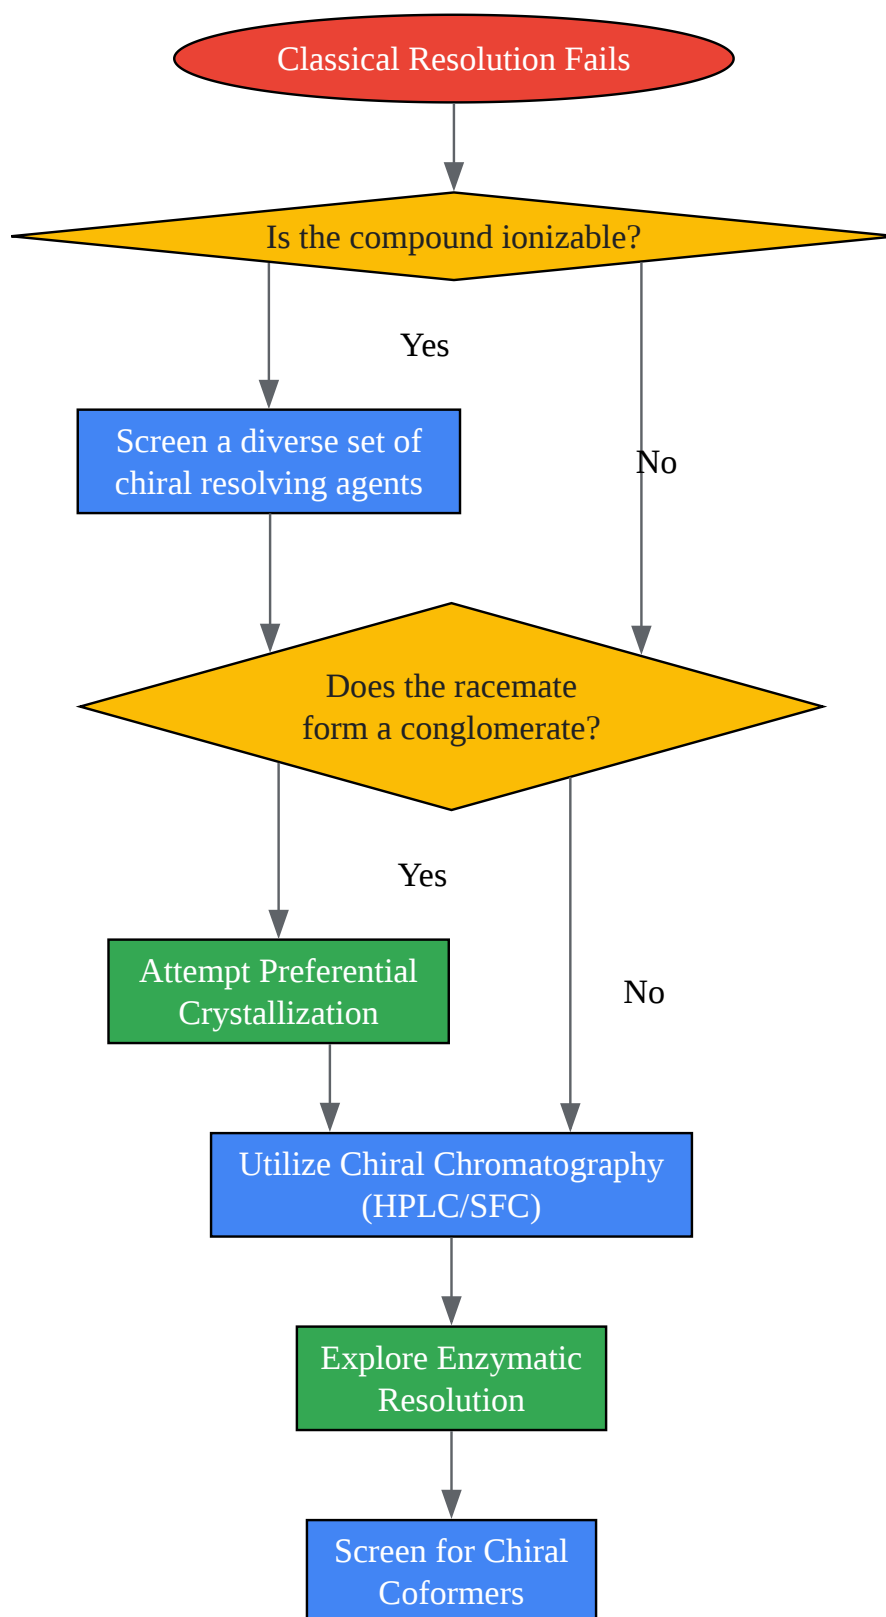 Classical Resolution Fails
Is the compound ionizable?
Yes
Screen a diverse set of
chiral resolving agents
No
Does the racemate
form a conglomerate?
Yes
Attempt Preferential
Crystallization
No
Utilize Chiral Chromatography
(HPLC/SFC)
Explore Enzymatic
Resolution
Screen for Chiral
Coformers